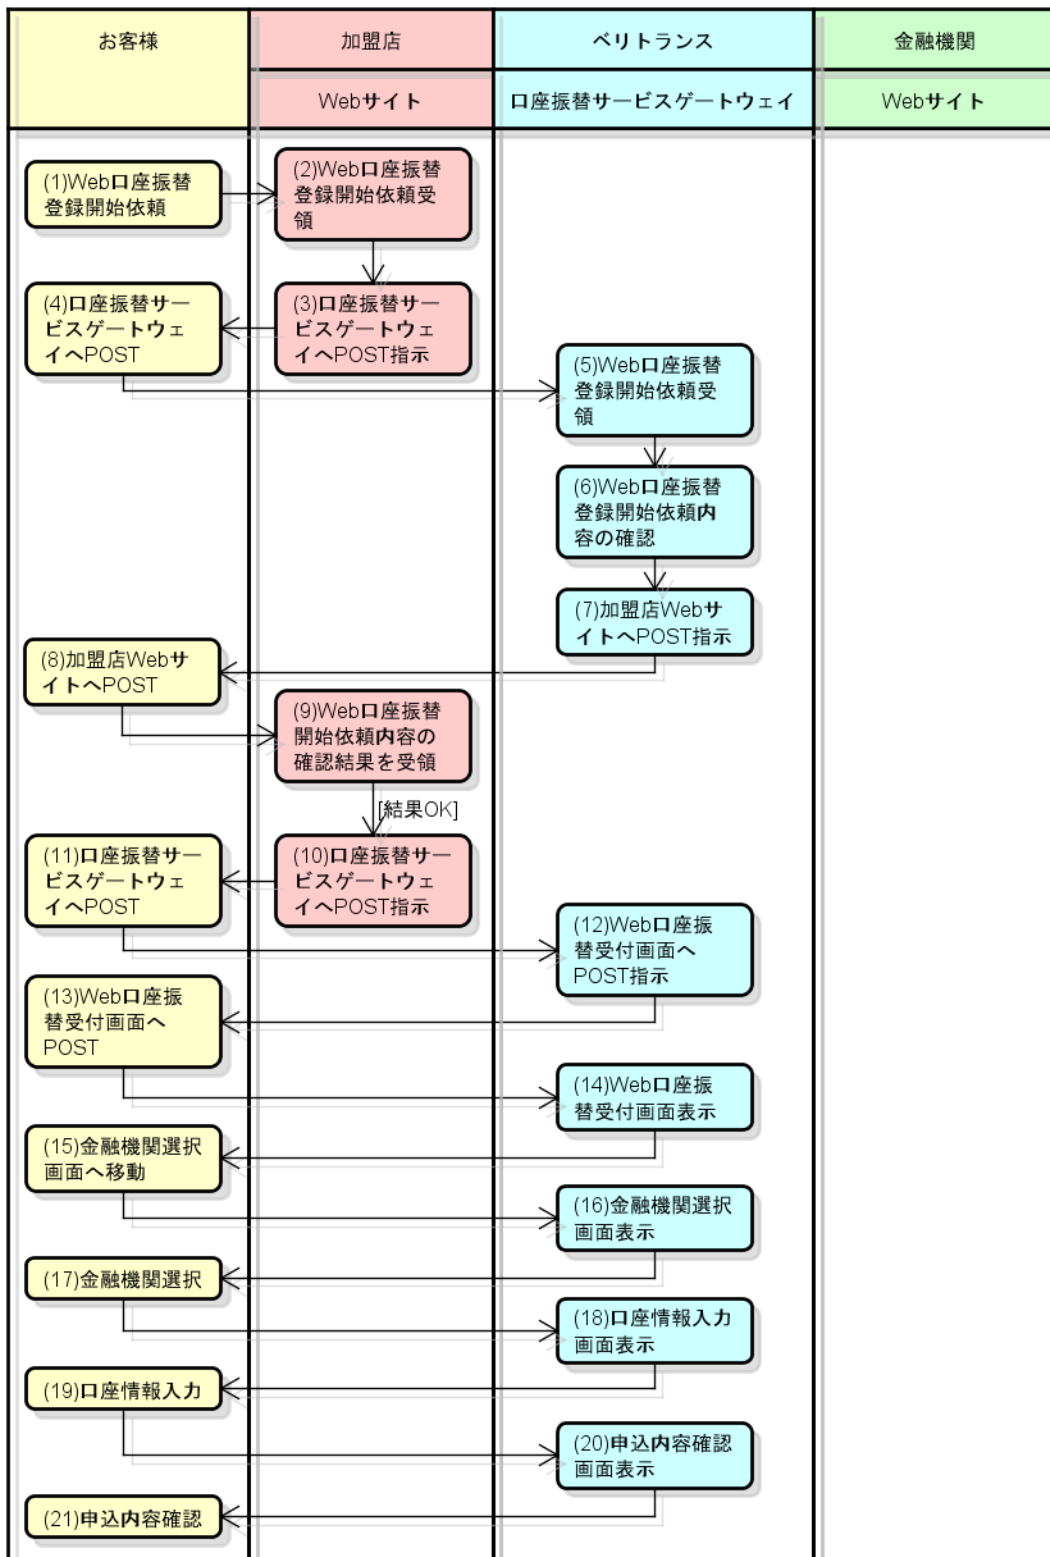 お客様
加盟店
ベリトランス
金融機関
Webサイト
口座振替サービスゲートウェイ
Webサイト
(1)Web口座振替
登録開始依頼
(2)Web口座振替
登録開始依頼受
領
(3)口座振替サー
ビスゲートウェ
イへPOST指示
(4)口座振替サー
ビスゲートウェ
イへPOST
(5)Web口座振替
登録開始依頼受
領
(6)Web口座振替
登録開始依頼内
容の確認
(7)加盟店Webサ
イトへPOST指示
(8)加盟店Webサ
イトへPOST
(9)Web口座振替
開始依頼内容の
確認結果を受領
[結果OK]
(10)口座振替サー
ビスゲートウェ
イへPOST指示
(11)口座振替サー
ビスゲートウェ
イへPOST
(12)Web口座振
替受付画面へ
POST指示
(13)Web口座振
替受付画面へ
POST
(14)Web口座振
替受付画面表示
(15)金融機関選択
画面へ移動
(16)金融機関選択
画面表示
(17)金融機関選択
(18)口座情報入力
画面表示
(19)口座情報入力
(20)申込内容確認
画面表示
(21)申込内容確認